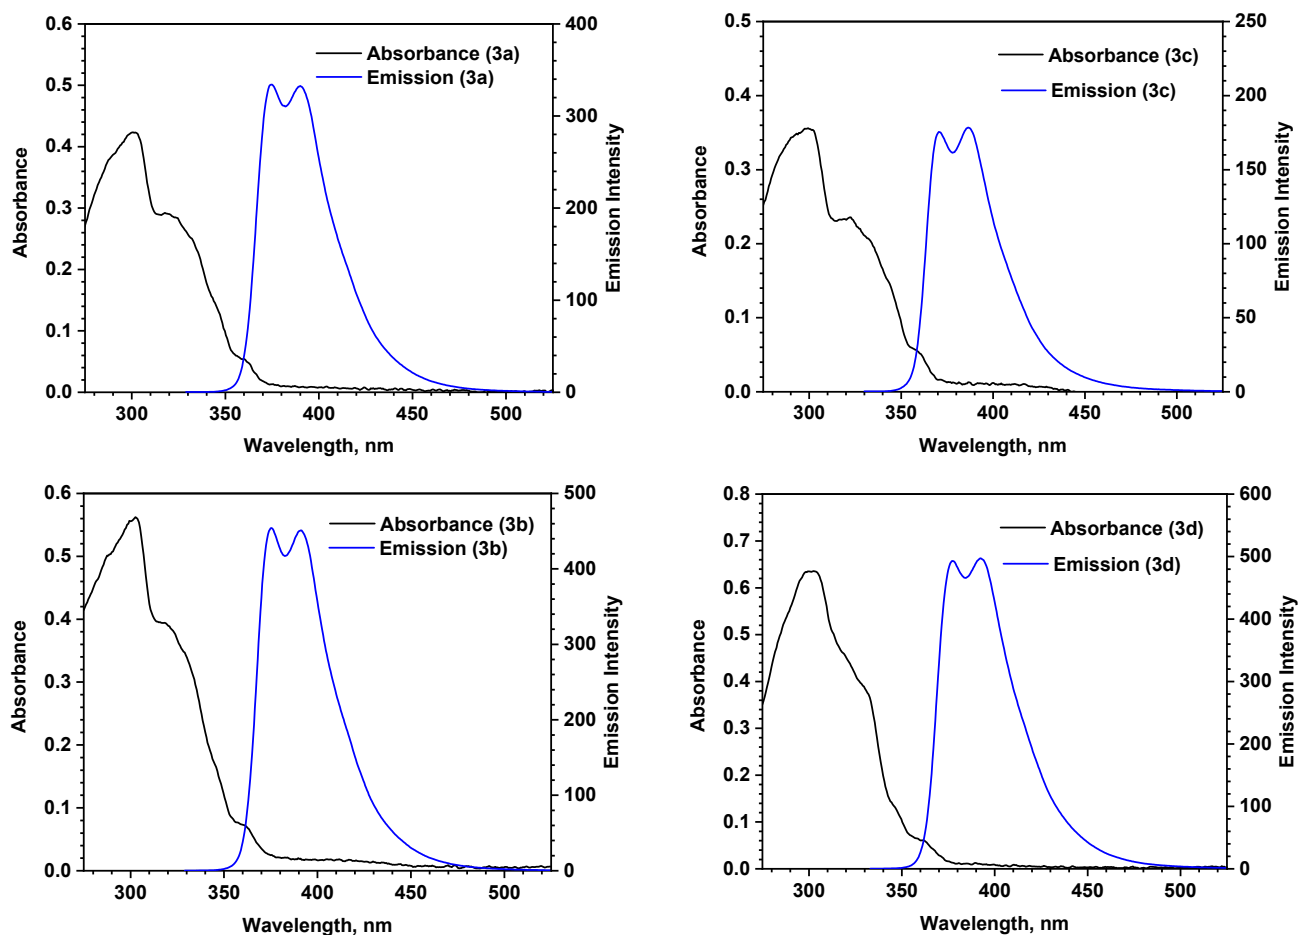 Absorbance (3a)
Emission (3a)
0.6
0.5
0.4
0.3
0.2
0.1
0.0
400
300
200
100
0
300 350 400 450 500
Absorbance
Emission Intensity
Wavelength, nm
Absorbance (3c)
Emission (3c)
0.5
0.4
0.3
0.2
0.1
0.0
250
200
150
100
50
0
300 350 400 450 500
Absorbance
Emission Intensity
Wavelength, nm
Absorbance (3b)
Emission (3b)
0.6
0.5
0.4
0.3
0.2
0.1
0.0
500
400
300
200
100
0
300 350 400 450 500
Absorbance
Emission Intensity
Wavelength, nm
Absorbance (3d)
Emission (3d)
0.8
0.7
0.6
0.5
0.4
0.3
0.2
0.1
0.0
600
500
400
300
200
100
0
300 350 400 450 500
Absorbance
Emission Intensity
Wavelength, nm